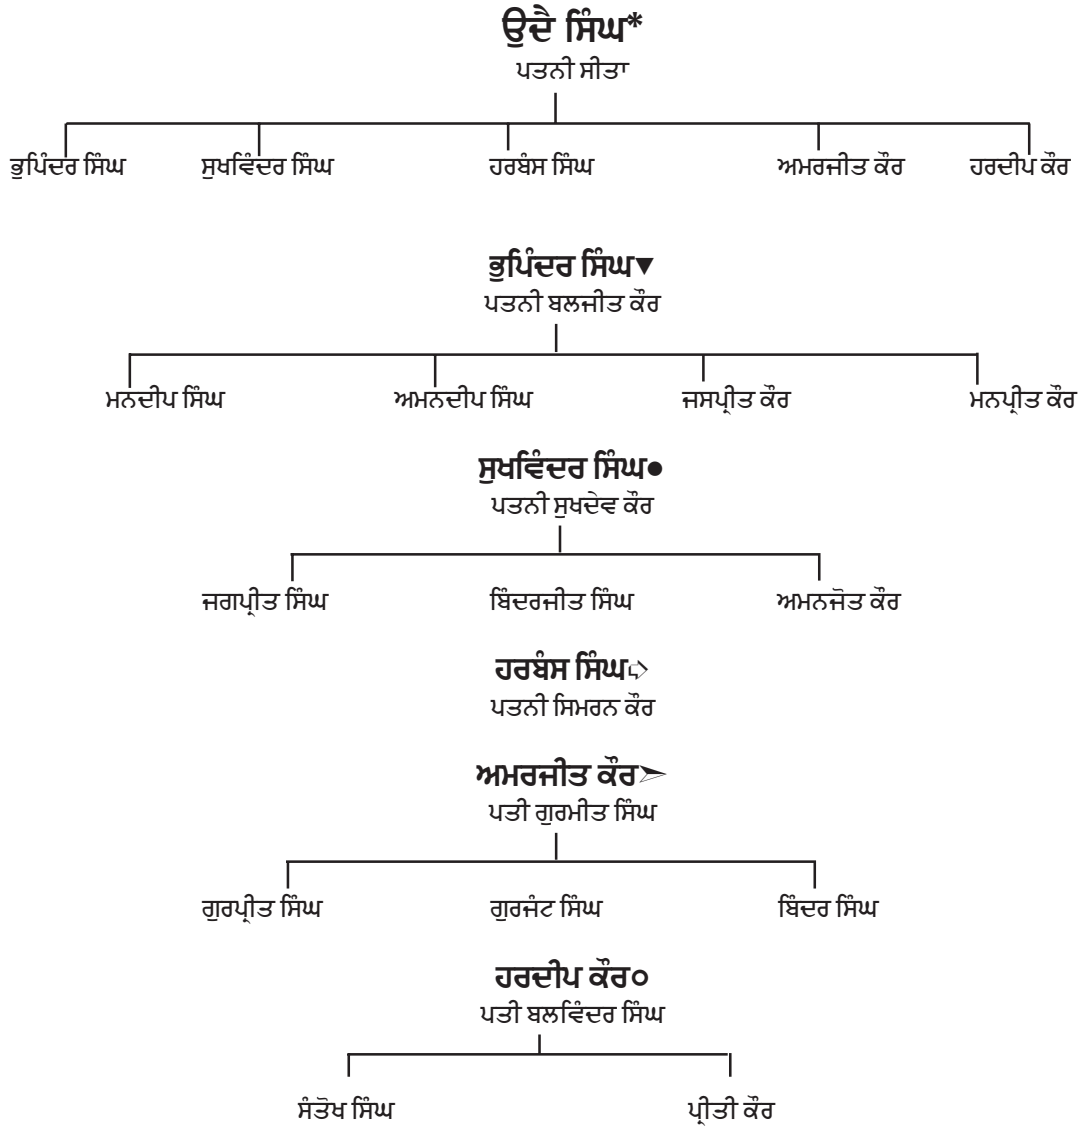 ਉਦੈ ਸਿੰਘ*
ਪਤਨੀ ਸੀਤਾ
ਭੁਪਿੰਦਰ ਸਿੰਘ ਸੁਖਵਿੰਦਰ ਸਿੰਘ ਹਰਬੰਸ ਸਿੰਘ ਅਮਰਜੀਤ ਕੌਰ ਹਰਦੀਪ ਕੌਰ
ਭੁਪਿੰਦਰ ਸਿੰਘ▼
ਪਤਨੀ ਬਲਜੀਤ ਕੌਰ
ਮਨਦੀਪ ਸਿੰਘ ਅਮਨਦੀਪ ਸਿੰਘ ਜਸਪ੍ਰੀਤ ਕੌਰ ਮਨਪ੍ਰੀਤ ਕੌਰ
ਸੁਖਵਿੰਦਰ ਸਿੰਘ●
ਪਤਨੀ ਸੁਖਦੇਵ ਕੌਰ
ਜਗਪ੍ਰੀਤ ਸਿੰਘ ਬਿੰਦਰਜੀਤ ਸਿੰਘ ਅਮਨਜੋਤ ਕੌਰ
ਹਰਬੰਸ ਸਿੰਘ➪
ਪਤਨੀ ਸਿਮਰਨ ਕੌਰ
ਅਮਰਜੀਤ ਕੌਰ➢
ਪਤੀ ਗੁਰਮੀਤ ਸਿੰਘ
ਗੁਰਪ੍ਰੀਤ ਸਿੰਘ ਗੁਰਜੰਟ ਸਿੰਘ ਬਿੰਦਰ ਸਿੰਘ
ਹਰਦੀਪ ਕੌਰ੦
ਪਤੀ ਬਲਵਿੰਦਰ ਸਿੰਘ
ਸੰਤੋਖ ਸਿੰਘ ਪ੍ਰੀਤੀ ਕੌਰ